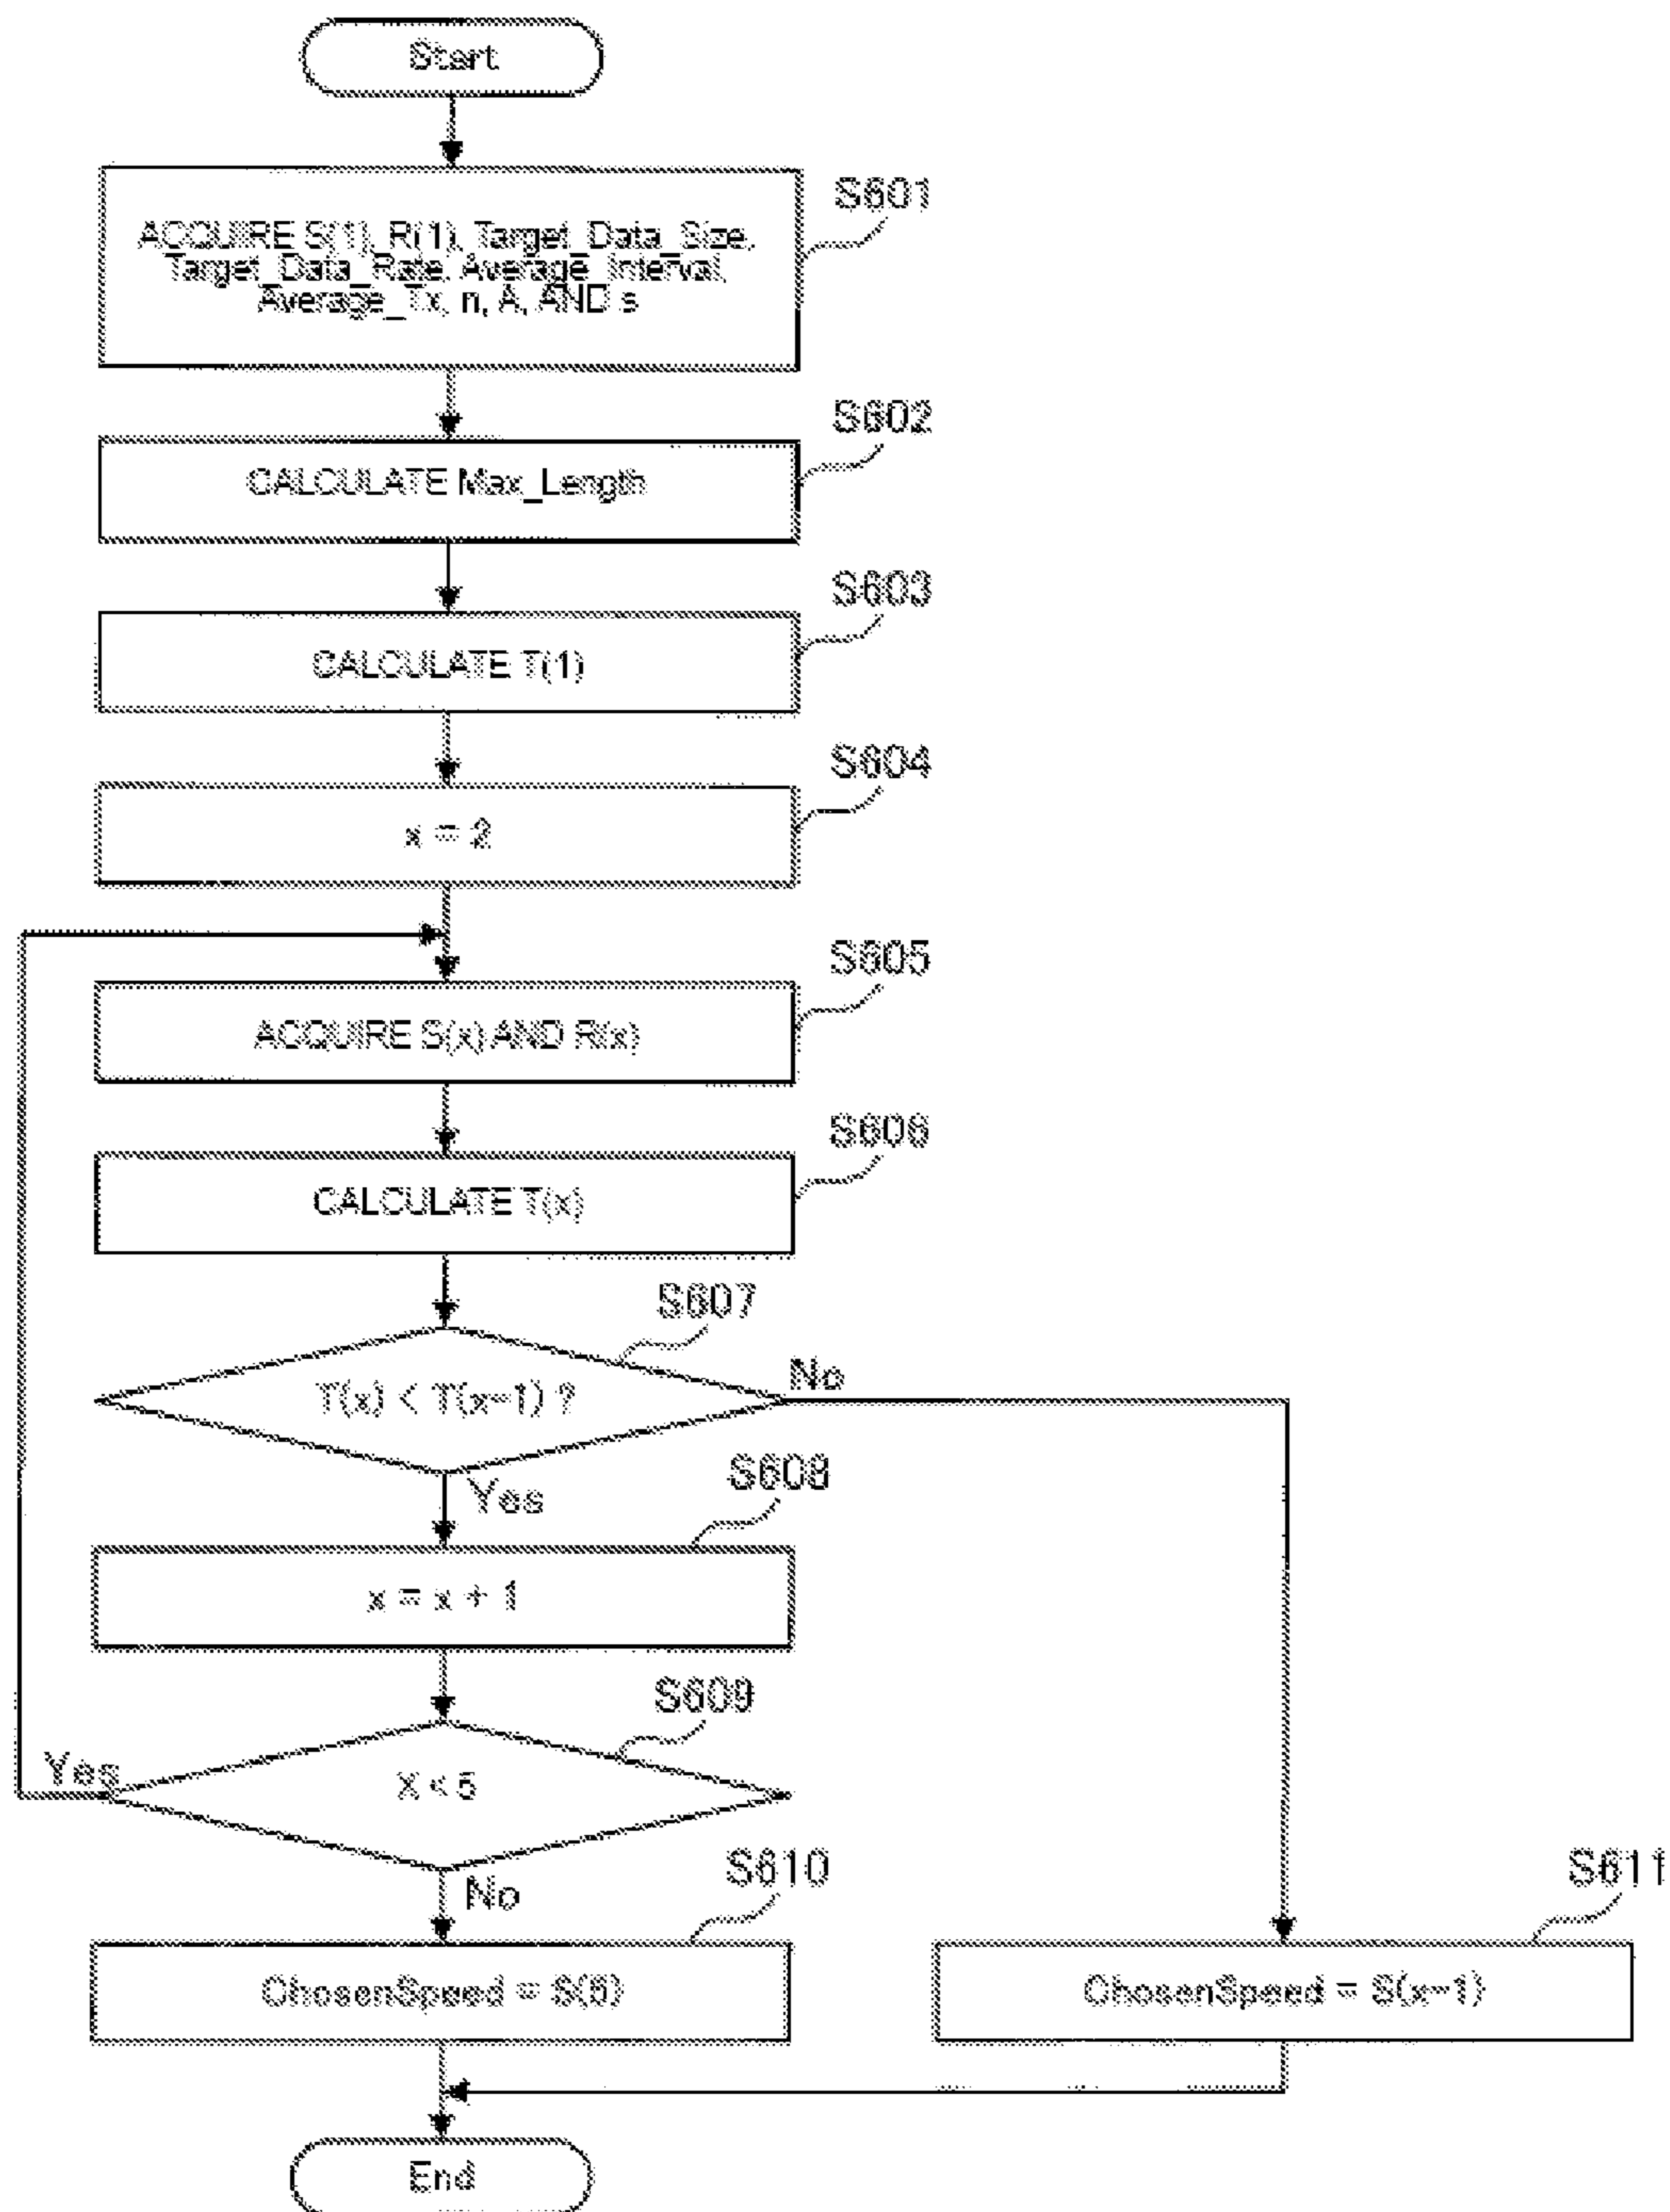 Start
S601
ACQUIRE S(1), R(1), Target_Data_Size,
Target_Data_Rate, Average_Interval,
Average_Tx, n, A, AND s
S602
CALCULATE Max_Length
S603
CALCULATE T(1)
S604
x = 2
S605
ACQUIRE S(x) AND R(x)
S606
CALCULATE T(x)
S607
T(x) < T(x-1) ?
No
S608
Yes
x = x + 1
S609
Yes
X < 5
No
S610
S611
ChosenSpeed = S(5)
ChosenSpeed = S(x-1)
End